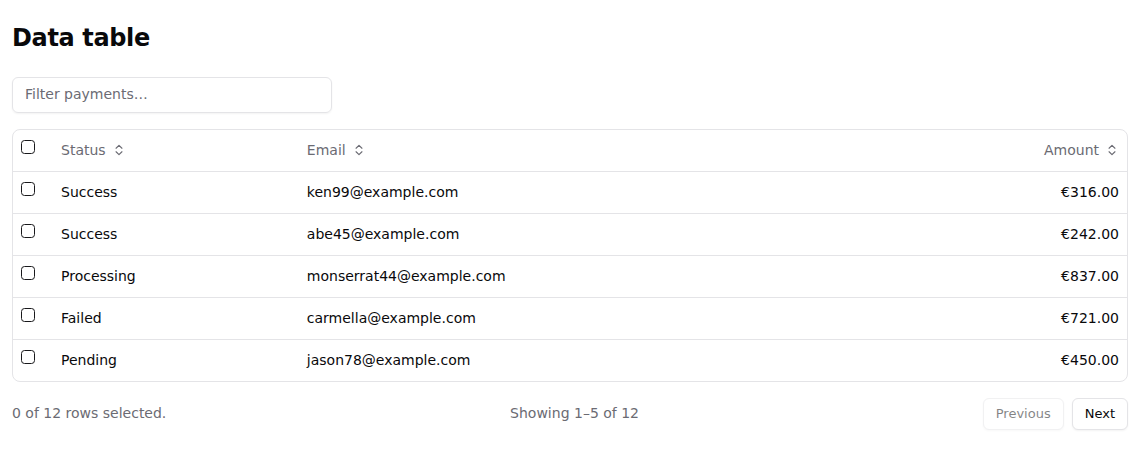 Data table
Filter payments...
Status Email Amount
Success ken99@example.com €316.00
Success abe45@example.com €242.00
Processing monserrat44@example.com €837.00
Failed carmella@example.com €721.00
Pending jason78@example.com €450.00
0 of 12 rows selected. Showing 1–5 of 12 Previous Next